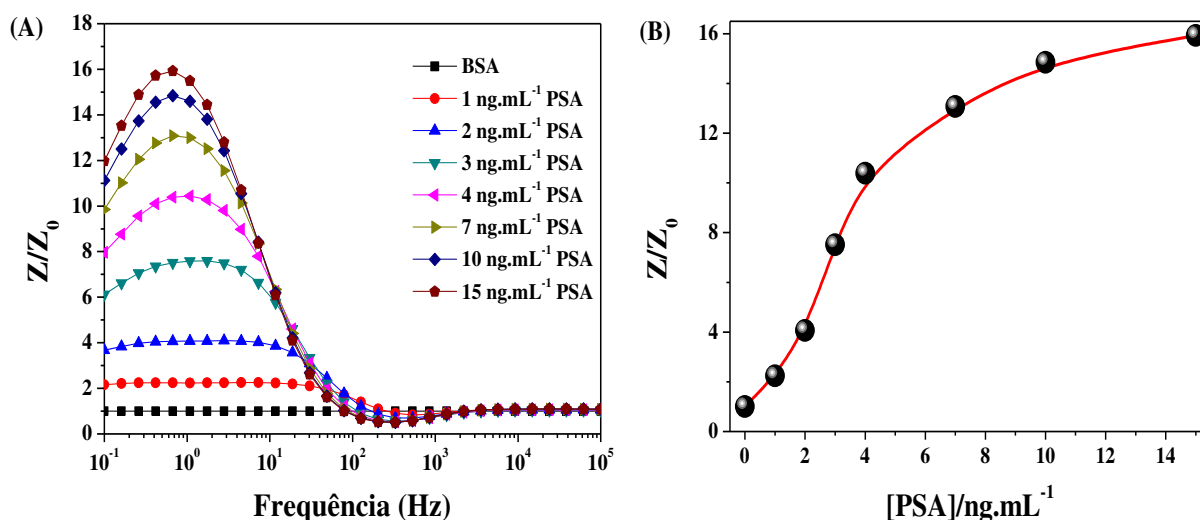 (A)
18
16
14
12
10
8
6
4
2
0
Z/Z₀
10⁻¹ 10⁰ 10¹ 10² 10³ 10⁴ 10⁵
Frequência (Hz)
BSA
1 ng.mL⁻¹ PSA
2 ng.mL⁻¹ PSA
3 ng.mL⁻¹ PSA
4 ng.mL⁻¹ PSA
7 ng.mL⁻¹ PSA
10 ng.mL⁻¹ PSA
15 ng.mL⁻¹ PSA
(B)
16
12
8
4
0
Z/Z₀
0 2 4 6 8 10 12 14
[PSA]/ng.mL⁻¹